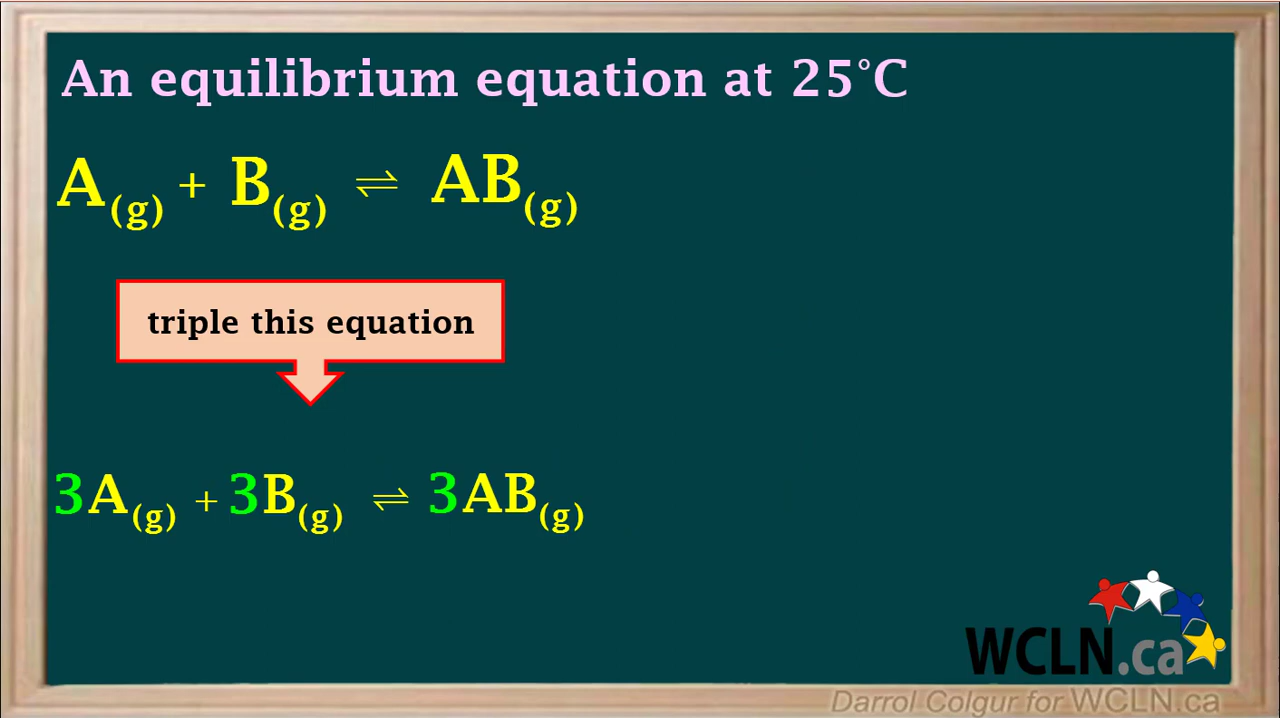 An equilibrium equation at 25°C
A(g) + B(g) ⇌ AB(g)
triple this equation
3A(g) + 3B(g) ⇌ 3AB(g)
WCLN.ca
Darrol Colgur for WCLN.ca